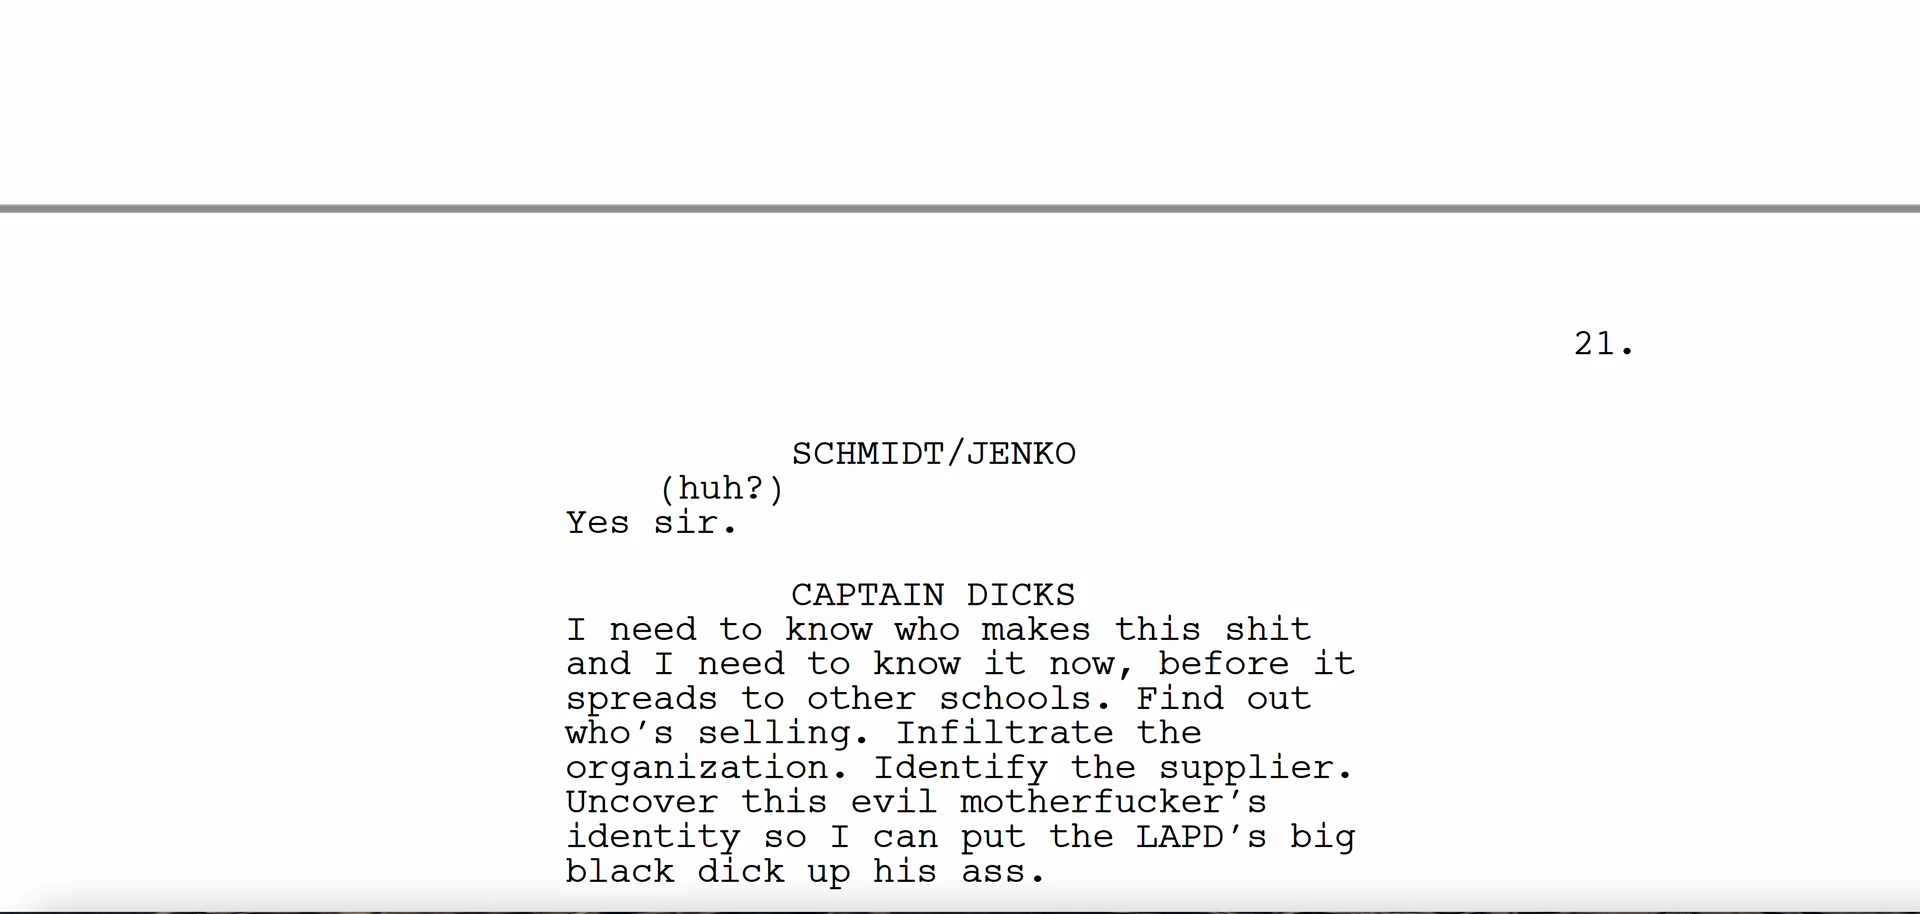 21.
SCHMIDT/JENKO
(huh?)
Yes sir.
CAPTAIN DICKS
I need to know who makes this shit
and I need to know it now, before it
spreads to other schools. Find out
who’s selling. Infiltrate the
organization. Identify the supplier.
Uncover this evil motherfucker’s
identity so I can put the LAPD’s big
black dick up his ass.